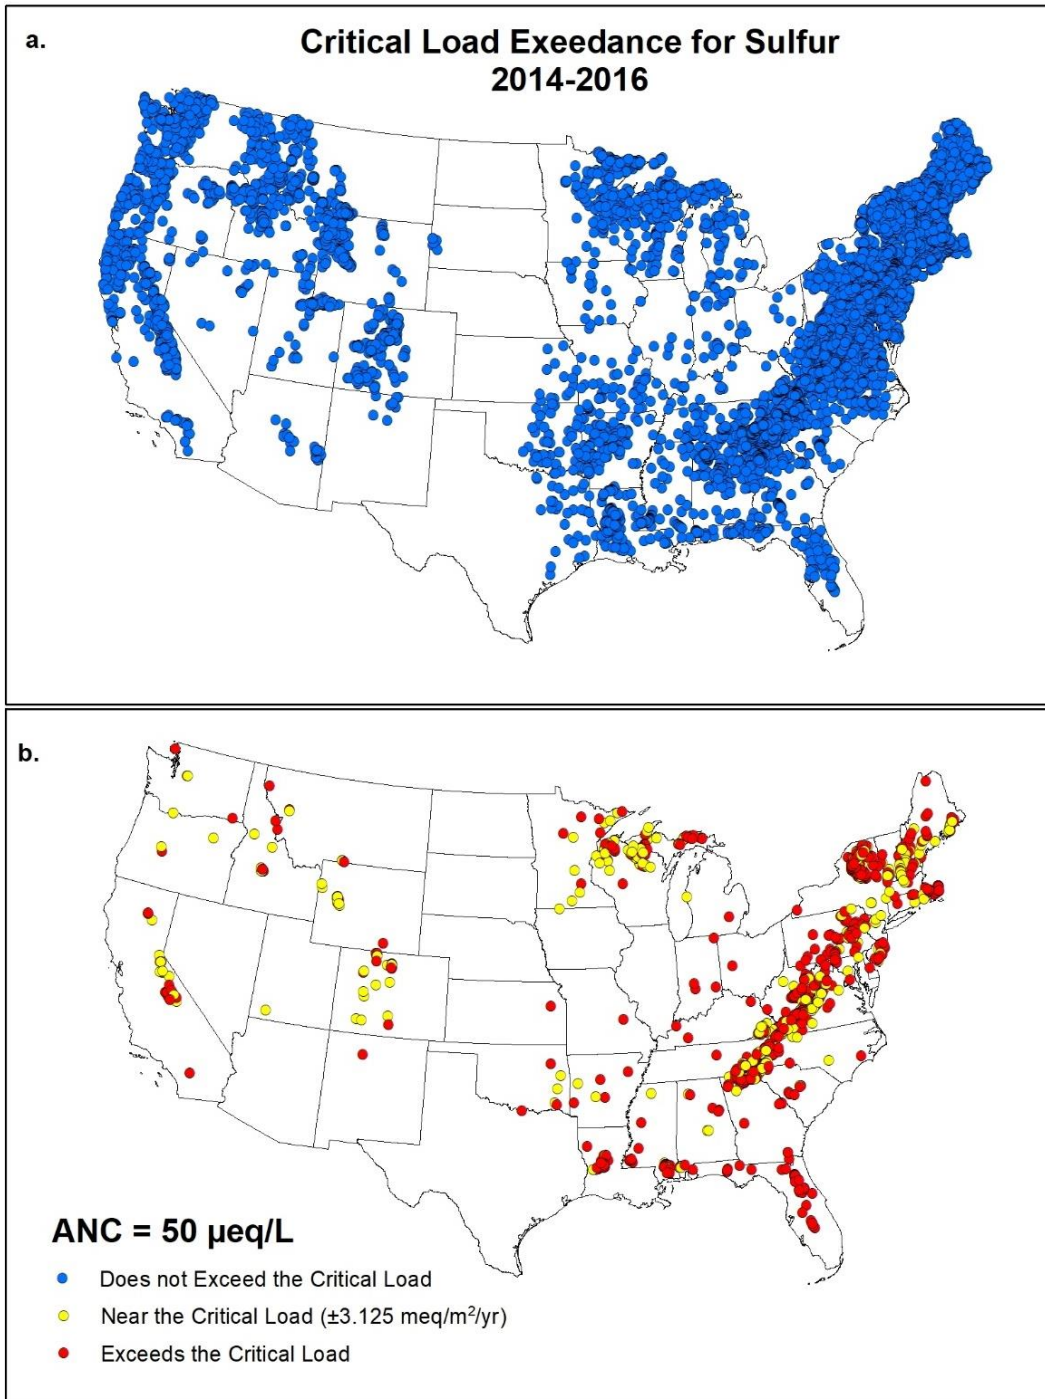 a.
Critical Load Exeedance for Sulfur
2014-2016
b.
ANC = 50 µeq/L
Does not Exceed the Critical Load
Near the Critical Load (±3.125 meq/m²/yr)
Exceeds the Critical Load